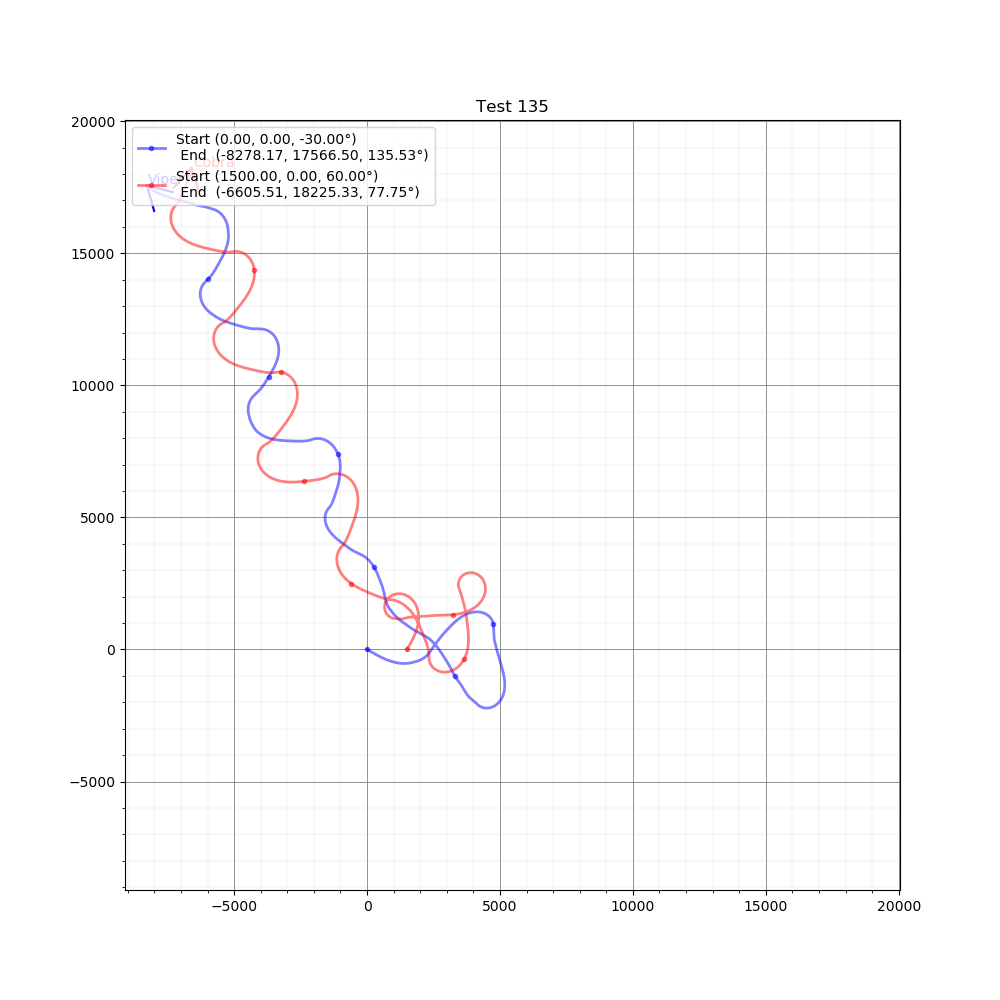 Test 135
Start (0.00, 0.00, -30.00°)
End (-8278.17, 17566.50, 135.53°)
Start (1500.00, 0.00, 60.00°)
End (-6605.51, 18225.33, 77.75°)
Cobra
Viper
20000
15000
10000
5000
0
−5000
−5000
0
5000
10000
15000
20000